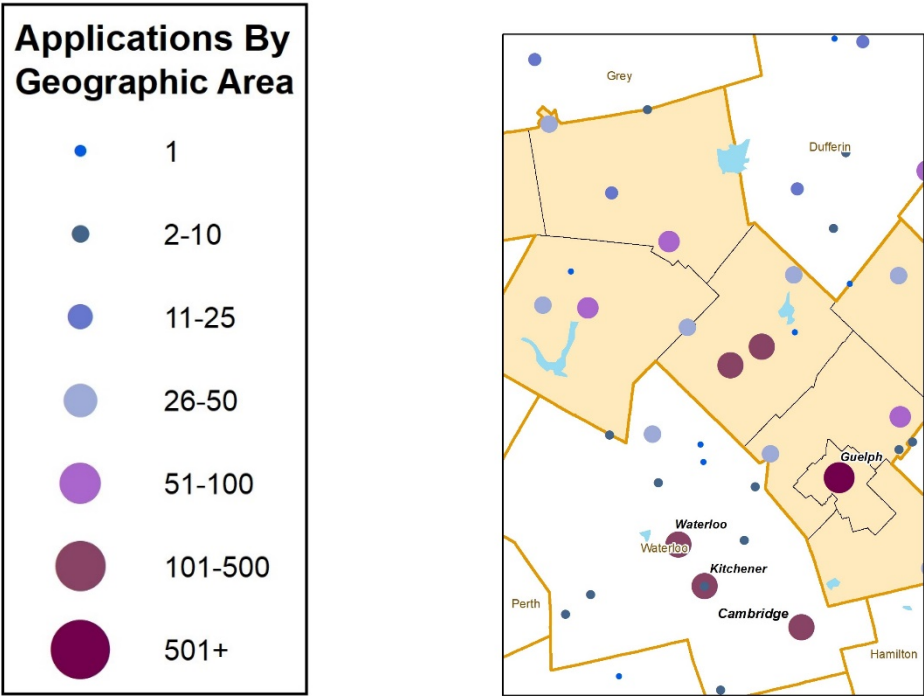 Applications By
Geographic Area
1
2-10
11-25
26-50
51-100
101-500
501+
Grey
Dufferin
Guelph
Waterloo
Waterloo
Kitchener
Perth
Cambridge
Hamilton